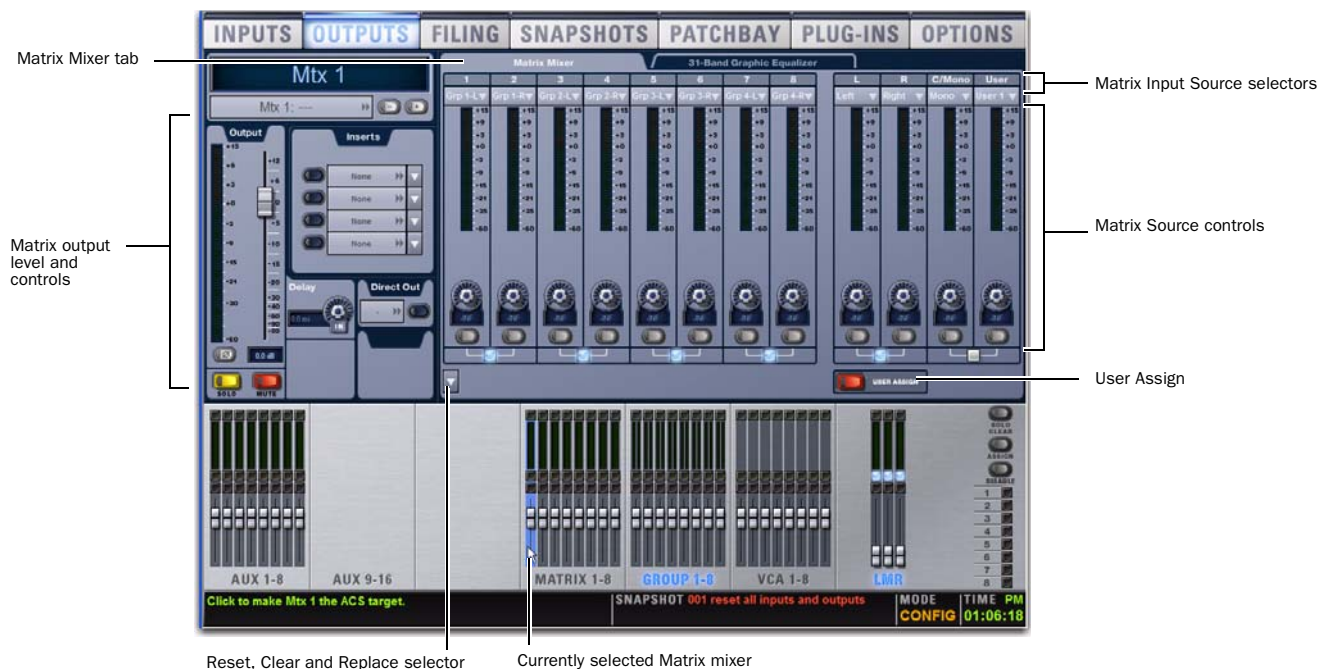 INPUTS OUTPUTS FILING SNAPSHOTS PATCHBAY PLUG-INS OPTIONS
Matrix Mixer tab
Matrix Mixer 31-Band Graphic Equalizer
Mtx 1
1 2 3 4 5 6 7 8 L R C/Mono User
Matrix Input Source selectors
Grp 1-L Grp 1-R Grp 2-L Grp 2-R Grp 3-L Grp 3-R Grp 4-L Grp 4-R Left Right Mono User 1
Mtx 1: ---
Output
Inserts
None
None
None
None
Matrix output
level and
controls
Matrix Source controls
Delay
Direct Out
0.0 ms
IN
0.0 dB
SOLO MUTE
USER ASSIGN
User Assign
SOLO
CLEAR
ASSIGN
DISABLE
1
2
3
4
5
6
7
8
AUX 1-8 AUX 9-16 MATRIX 1-8 GROUP 1-8 VCA 1-8 LMR
Click to make Mtx 1 the ACS target.
SNAPSHOT 001 reset all inputs and outputs
MODE
CONFIG
TIME PM
01:06:18
Reset, Clear and Replace selector
Currently selected Matrix mixer